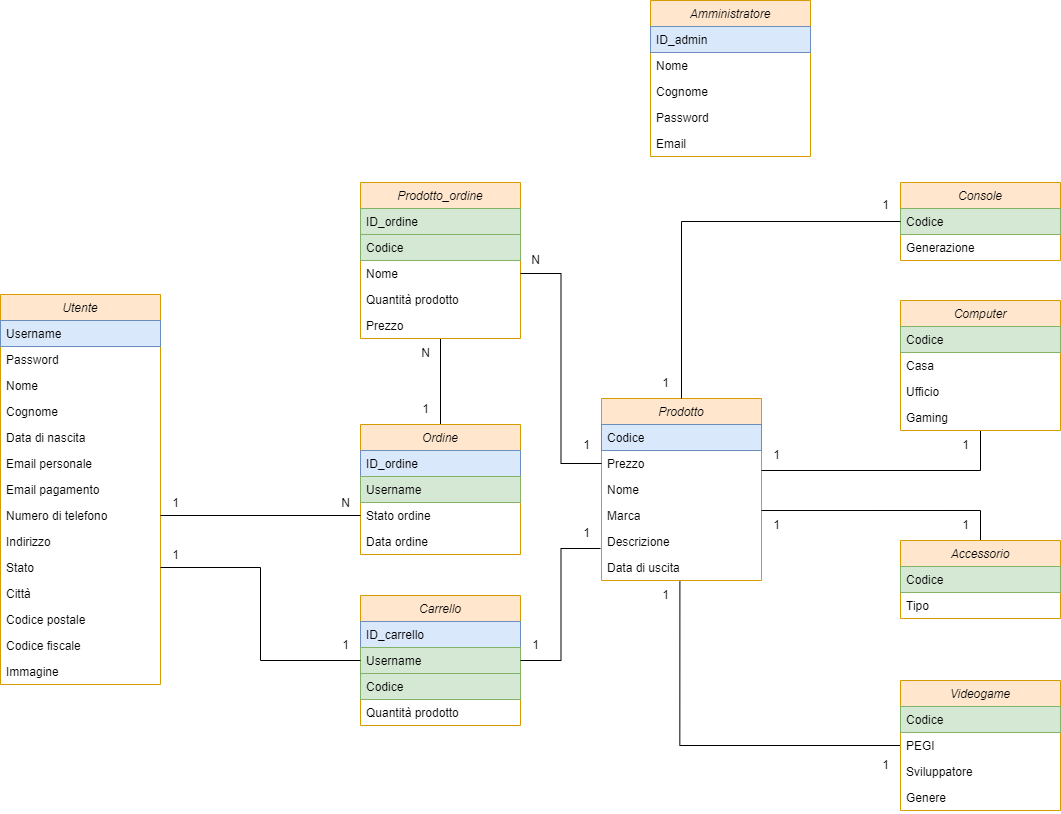 Amministratore
ID_admin
Nome
Cognome
Password
Email
Prodotto_ordine
ID_ordine
Codice
Nome
Quantità prodotto
Prezzo
N
N
1
Console
Codice
Generazione
1
Computer
Codice
Casa
Ufficio
Gaming
1
Utente
Username
Password
Nome
Cognome
Data di nascita
Email personale
Email pagamento
Numero di telefono
Indirizzo
Stato
Città
Codice postale
Codice fiscale
Immagine
1
1
Ordine
ID_ordine
Username
Stato ordine
Data ordine
N
Prodotto
Codice
Prezzo
Nome
Marca
Descrizione
Data di uscita
1
1
1
1
1
1
Carrello
ID_carrello
Username
Codice
Quantità prodotto
1
1
Accessorio
Codice
Tipo
1
Videogame
Codice
PEGI
Sviluppatore
Genere
1